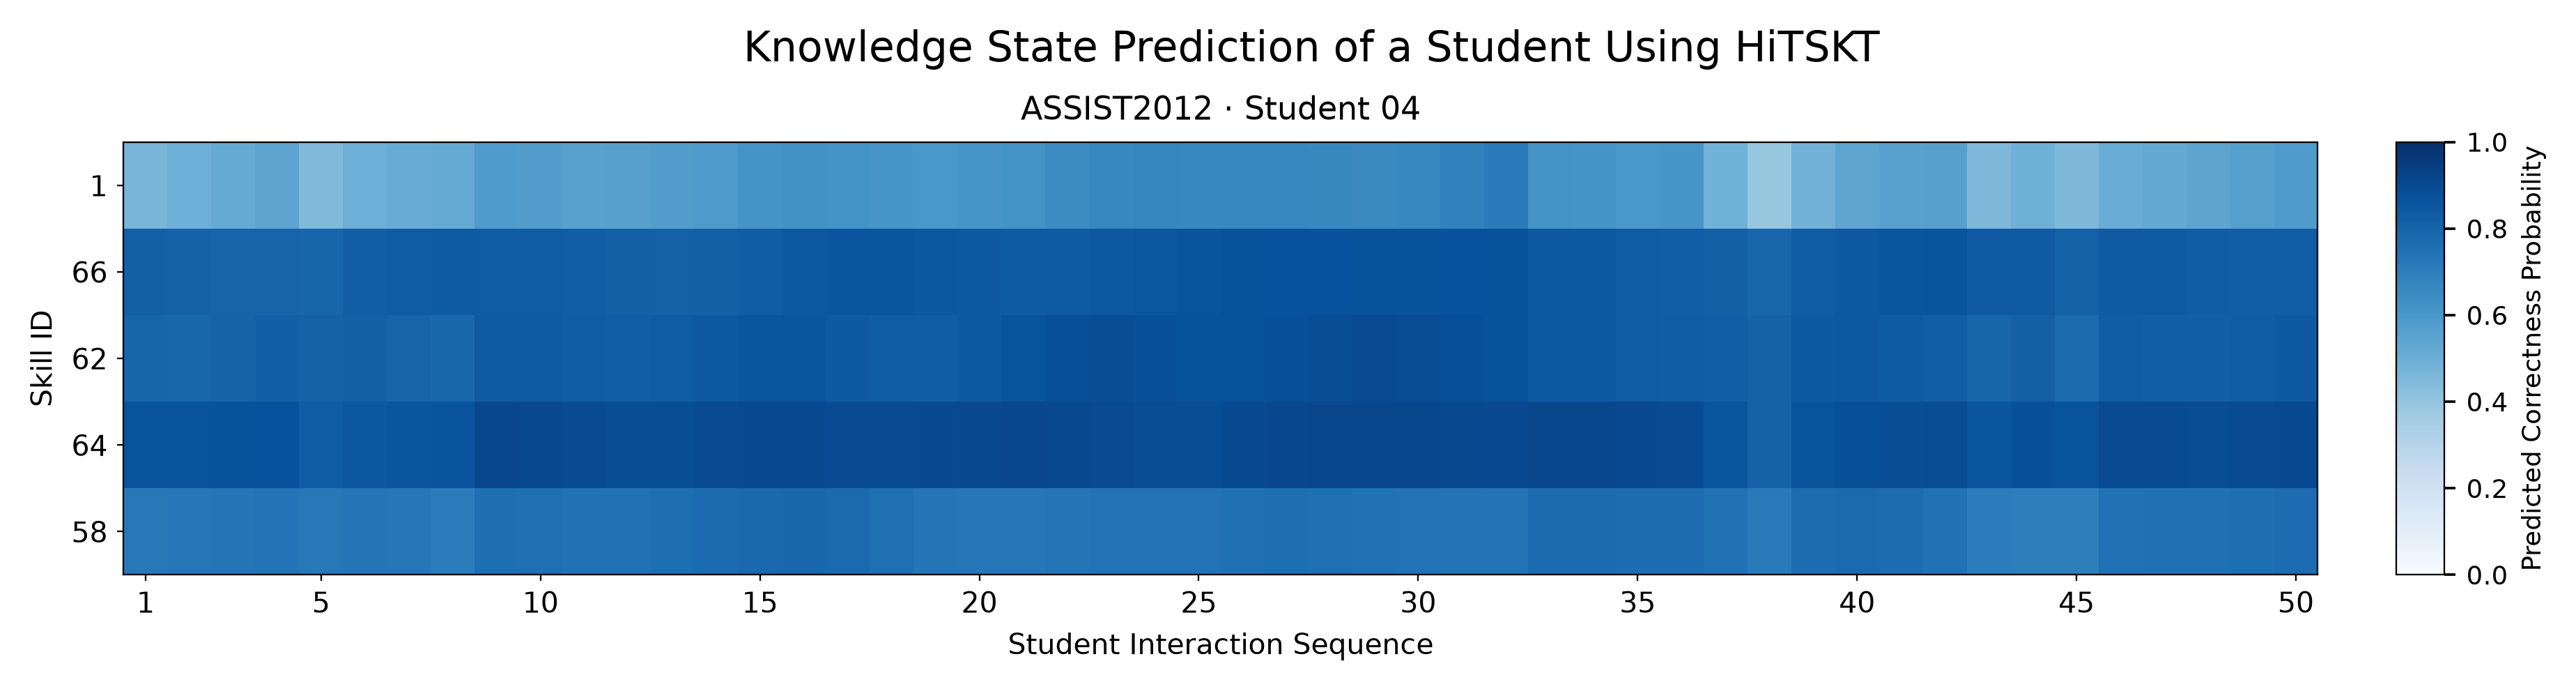 Knowledge State Prediction of a Student Using HiTSKT
ASSIST2012 · Student 04
Skill ID
1
66
62
64
58
1 5 10 15 20 25 30 35 40 45 50
Student Interaction Sequence
1.0
0.8
0.6
0.4
0.2
0.0
Predicted Correctness Probability